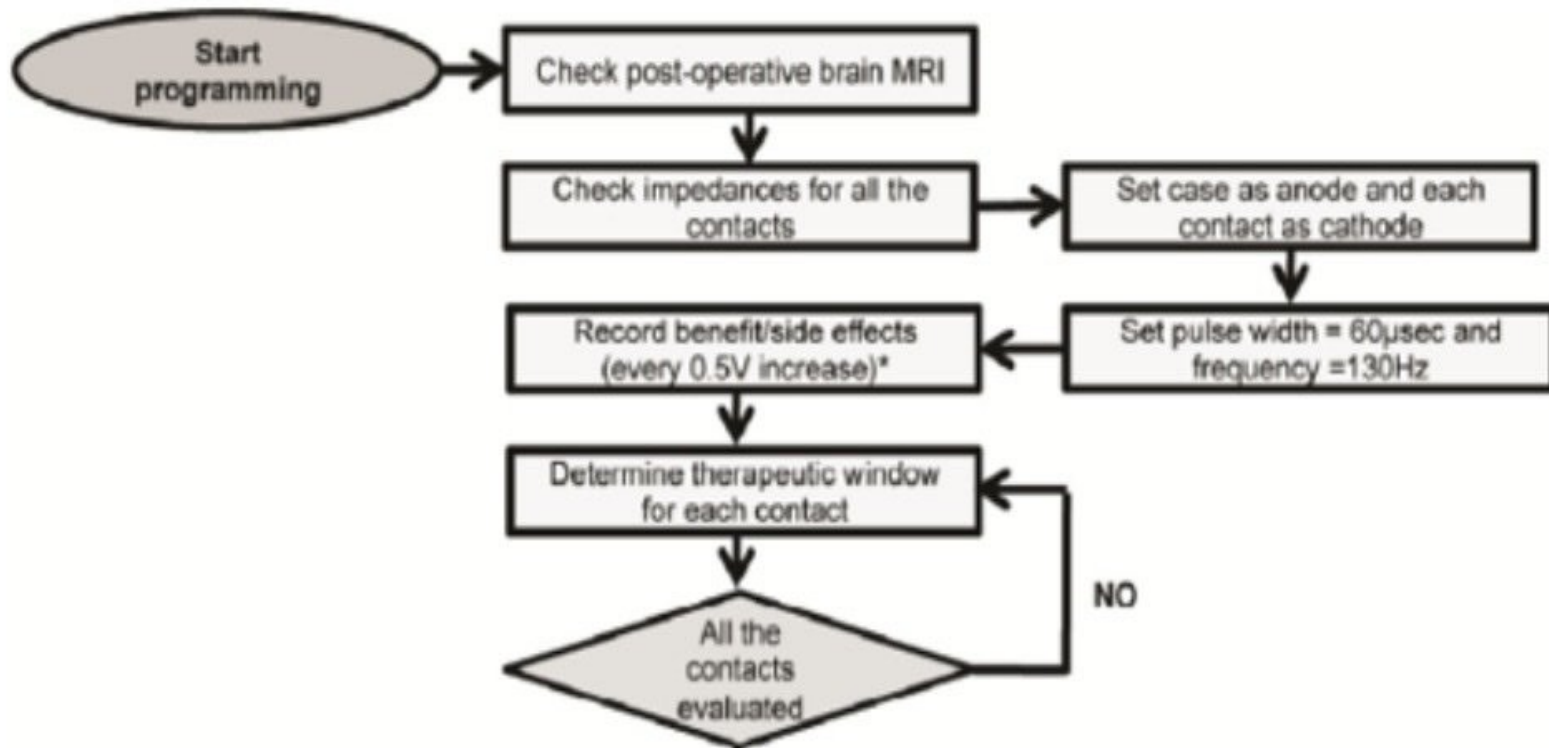 Start
programming
Check post-operative brain MRI
Check impedances for all the
contacts
Set case as anode and each
contact as cathode
Set pulse width = 60µsec and
frequency =130Hz
Record benefit/side effects
(every 0.5V increase)*
Determine therapeutic window
for each contact
NO
All the
contacts
evaluated